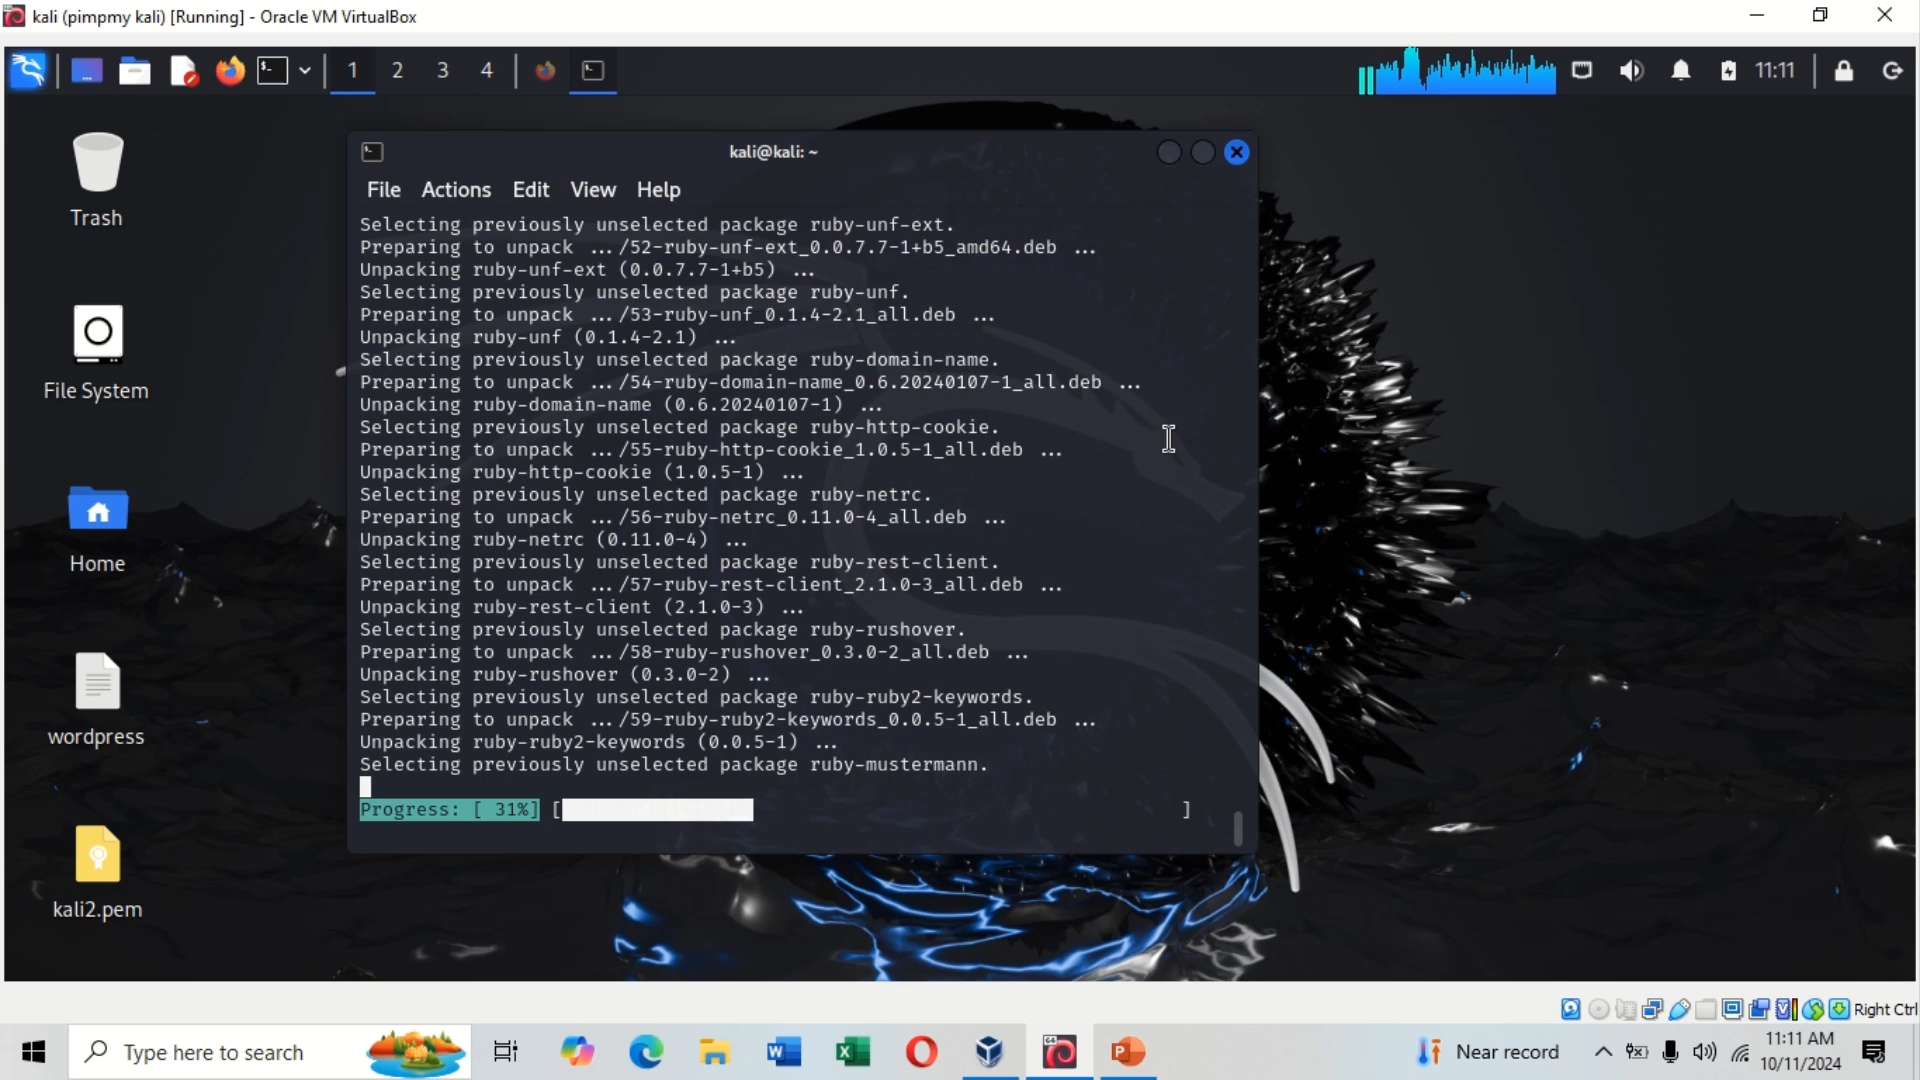 kali (pimpmy kali) [Running] - Oracle VM VirtualBox
1 2 3 4
11:11
Trash
File System
Home
wordpress
kali2.pem
kali@kali: ~
File Actions Edit View Help
Selecting previously unselected package ruby-unf-ext.
Preparing to unpack .../52-ruby-unf-ext_0.0.7.7-1+b5_amd64.deb ...
Unpacking ruby-unf-ext (0.0.7.7-1+b5) ...
Selecting previously unselected package ruby-unf.
Preparing to unpack .../53-ruby-unf_0.1.4-2.1_all.deb ...
Unpacking ruby-unf (0.1.4-2.1) ...
Selecting previously unselected package ruby-domain-name.
Preparing to unpack .../54-ruby-domain-name_0.6.20240107-1_all.deb ...
Unpacking ruby-domain-name (0.6.20240107-1) ...
Selecting previously unselected package ruby-http-cookie.
Preparing to unpack .../55-ruby-http-cookie_1.0.5-1_all.deb ...
Unpacking ruby-http-cookie (1.0.5-1) ...
Selecting previously unselected package ruby-netrc.
Preparing to unpack .../56-ruby-netrc_0.11.0-4_all.deb ...
Unpacking ruby-netrc (0.11.0-4) ...
Selecting previously unselected package ruby-rest-client.
Preparing to unpack .../57-ruby-rest-client_2.1.0-3_all.deb ...
Unpacking ruby-rest-client (2.1.0-3) ...
Selecting previously unselected package ruby-rushover.
Preparing to unpack .../58-ruby-rushover_0.3.0-2_all.deb ...
Unpacking ruby-rushover (0.3.0-2) ...
Selecting previously unselected package ruby-ruby2-keywords.
Preparing to unpack .../59-ruby-ruby2-keywords_0.0.5-1_all.deb ...
Unpacking ruby-ruby2-keywords (0.0.5-1) ...
Selecting previously unselected package ruby-mustermann.
Progress: [ 31%] [ ]
Right Ctrl
Type here to search
Near record
11:11 AM
10/11/2024